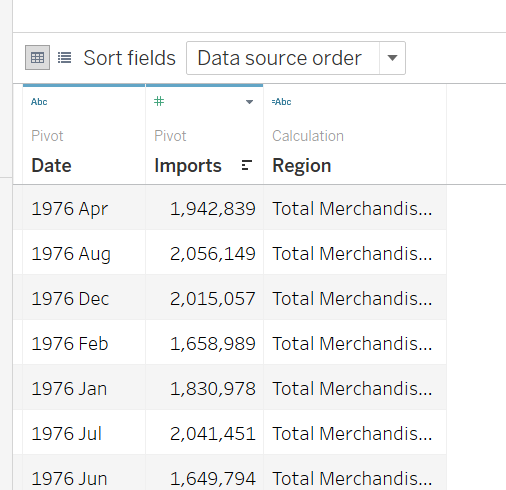 Sort fields Data source order
Abc # =Abc
Pivot Pivot Calculation
Date Imports Region
1976 Apr 1,942,839 Total Merchandis...
1976 Aug 2,056,149 Total Merchandis...
1976 Dec 2,015,057 Total Merchandis...
1976 Feb 1,658,989 Total Merchandis...
1976 Jan 1,830,978 Total Merchandis...
1976 Jul 2,041,451 Total Merchandis...
1976 Jun 1,649,794 Total Merchandis...